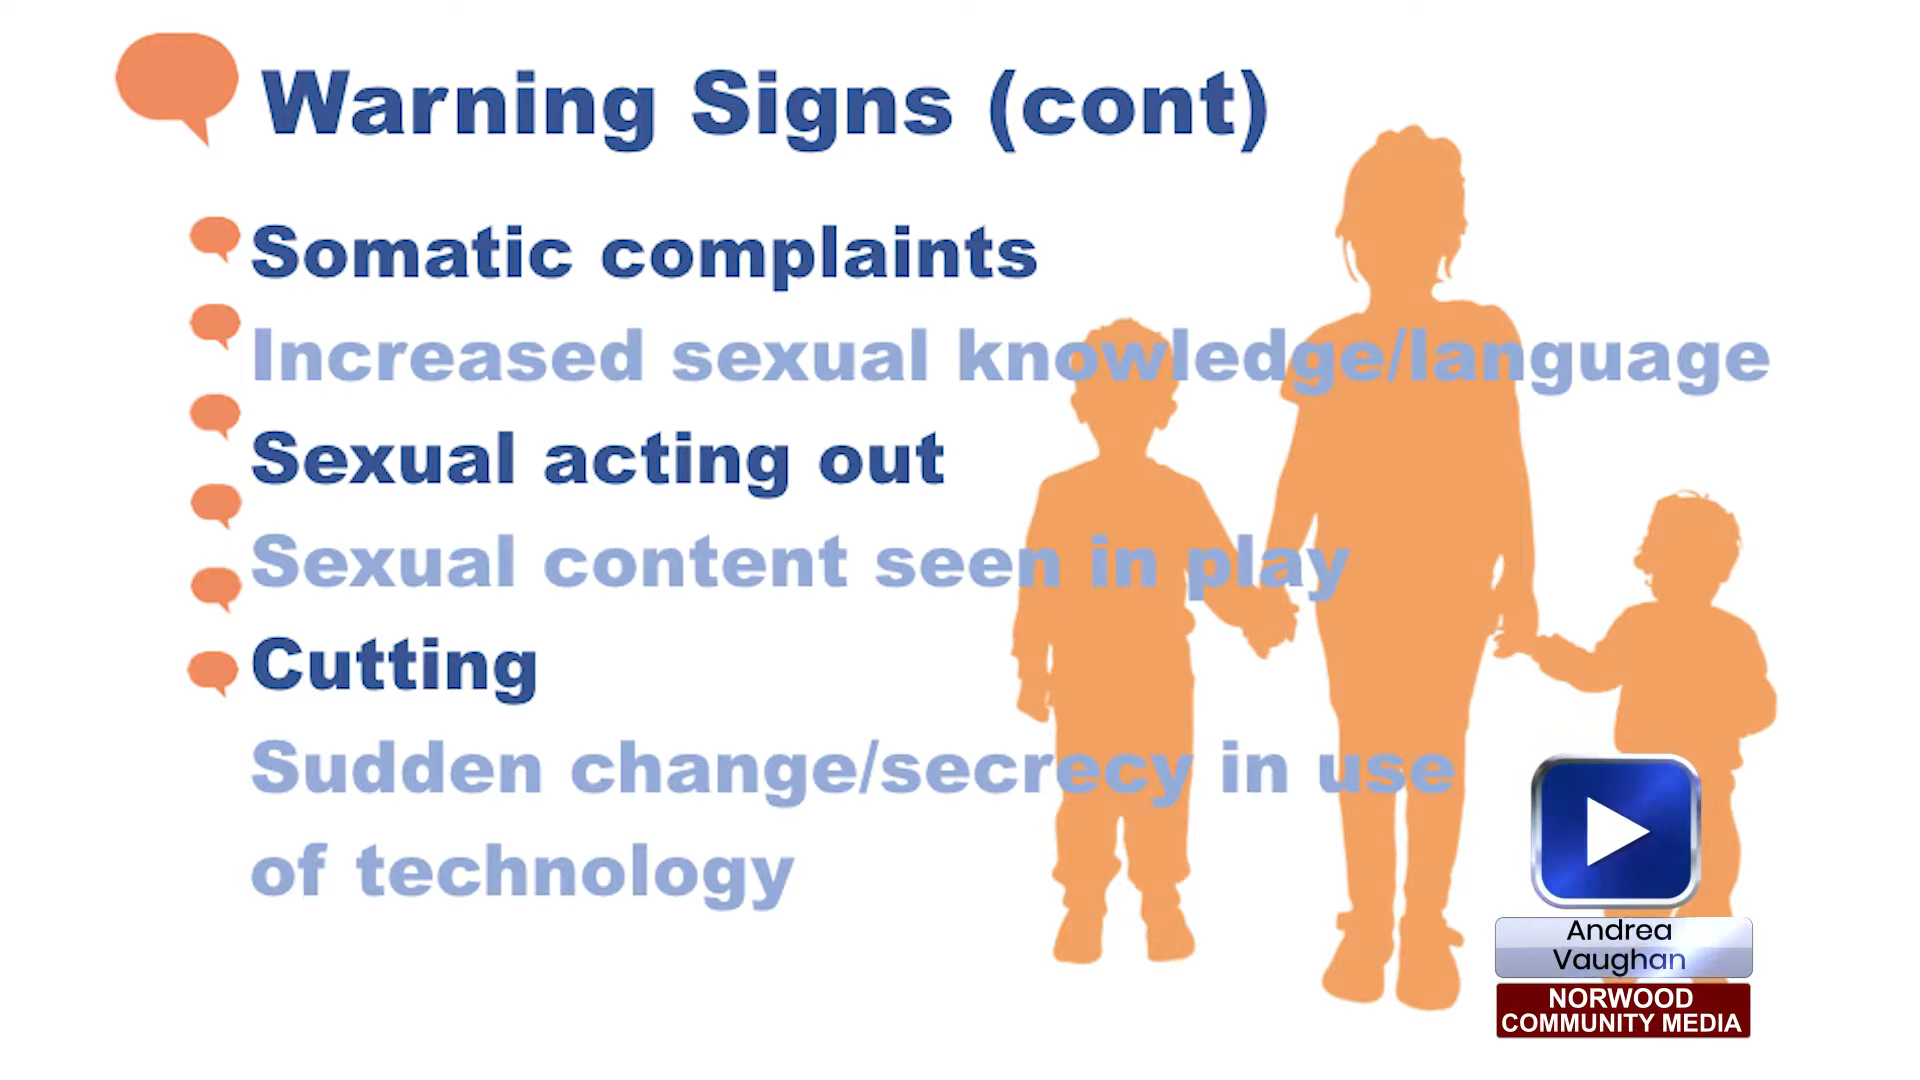 Warning Signs (cont)
Somatic complaints
Increased sexual knowledge/language
Sexual acting out
Sexual content seen in play
Cutting
Sudden change/secrecy in use
of technology
Andrea
Vaughan
NORWOOD
COMMUNITY MEDIA